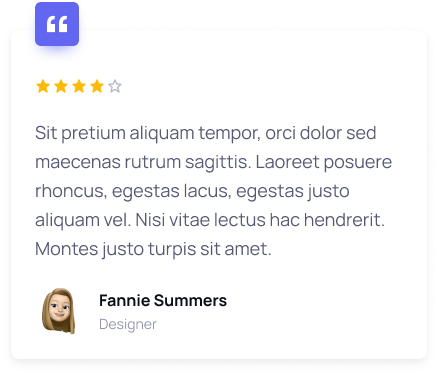 Sit pretium aliquam tempor, orci dolor sed
maecenas rutrum sagittis. Laoreet posuere
rhoncus, egestas lacus, egestas justo
aliquam vel. Nisi vitae lectus hac hendrerit.
Montes justo turpis sit amet.
Fannie Summers
Designer